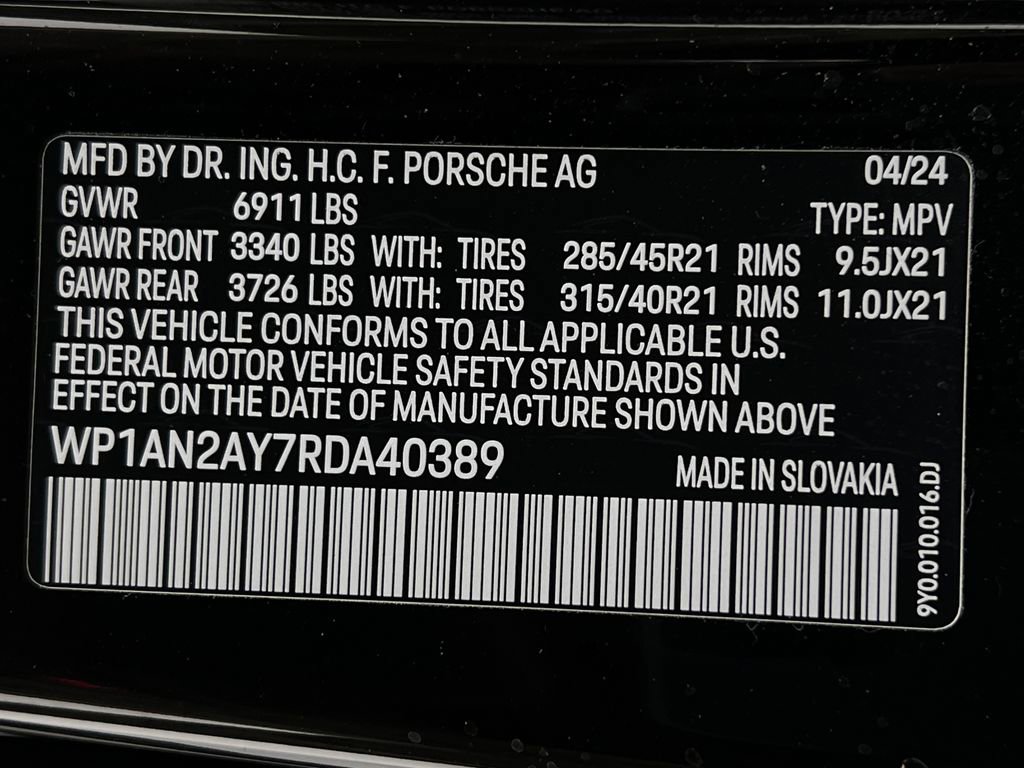 MFD BY DR. ING. H.C. F. PORSCHE AG 04/24
GVWR 6911 LBS TYPE: MPV
GAWR FRONT 3340 LBS WITH: TIRES 285/45R21 RIMS 9.5JX21
GAWR REAR 3726 LBS WITH: TIRES 315/40R21 RIMS 11.0JX21
THIS VEHICLE CONFORMS TO ALL APPLICABLE U.S.
FEDERAL MOTOR VEHICLE SAFETY STANDARDS IN
EFFECT ON THE DATE OF MANUFACTURE SHOWN ABOVE
WP1AN2AY7RDA40389
MADE IN SLOVAKIA
9Y0.010.016.DJ